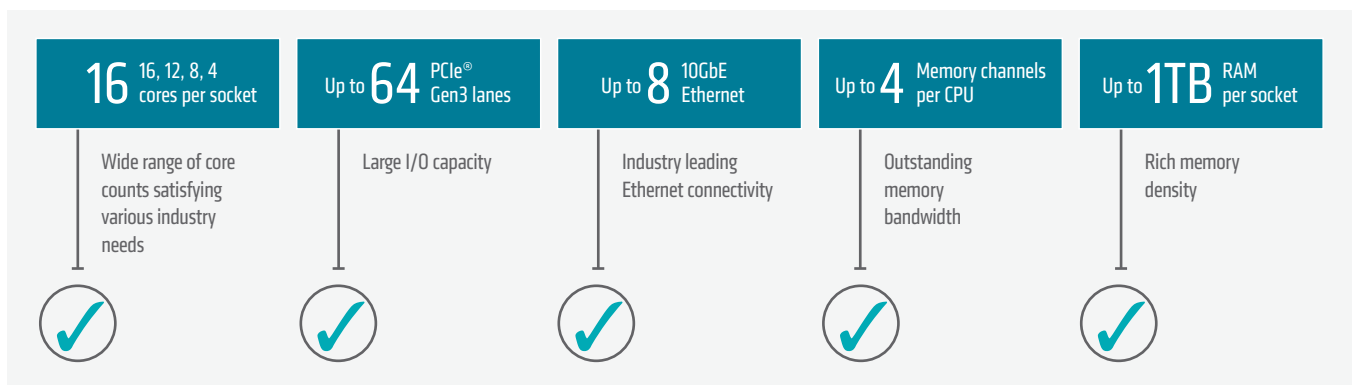 16 16, 12, 8, 4
cores per socket
Up to 64 PCIe®
Gen3 lanes
Up to 8 10GbE
Ethernet
Up to 4 Memory channels
per CPU
Up to 1TB RAM
per socket
Wide range of core
counts satisfying
various industry
needs
Large I/O capacity
Industry leading
Ethernet connectivity
Outstanding
memory
bandwidth
Rich memory
density